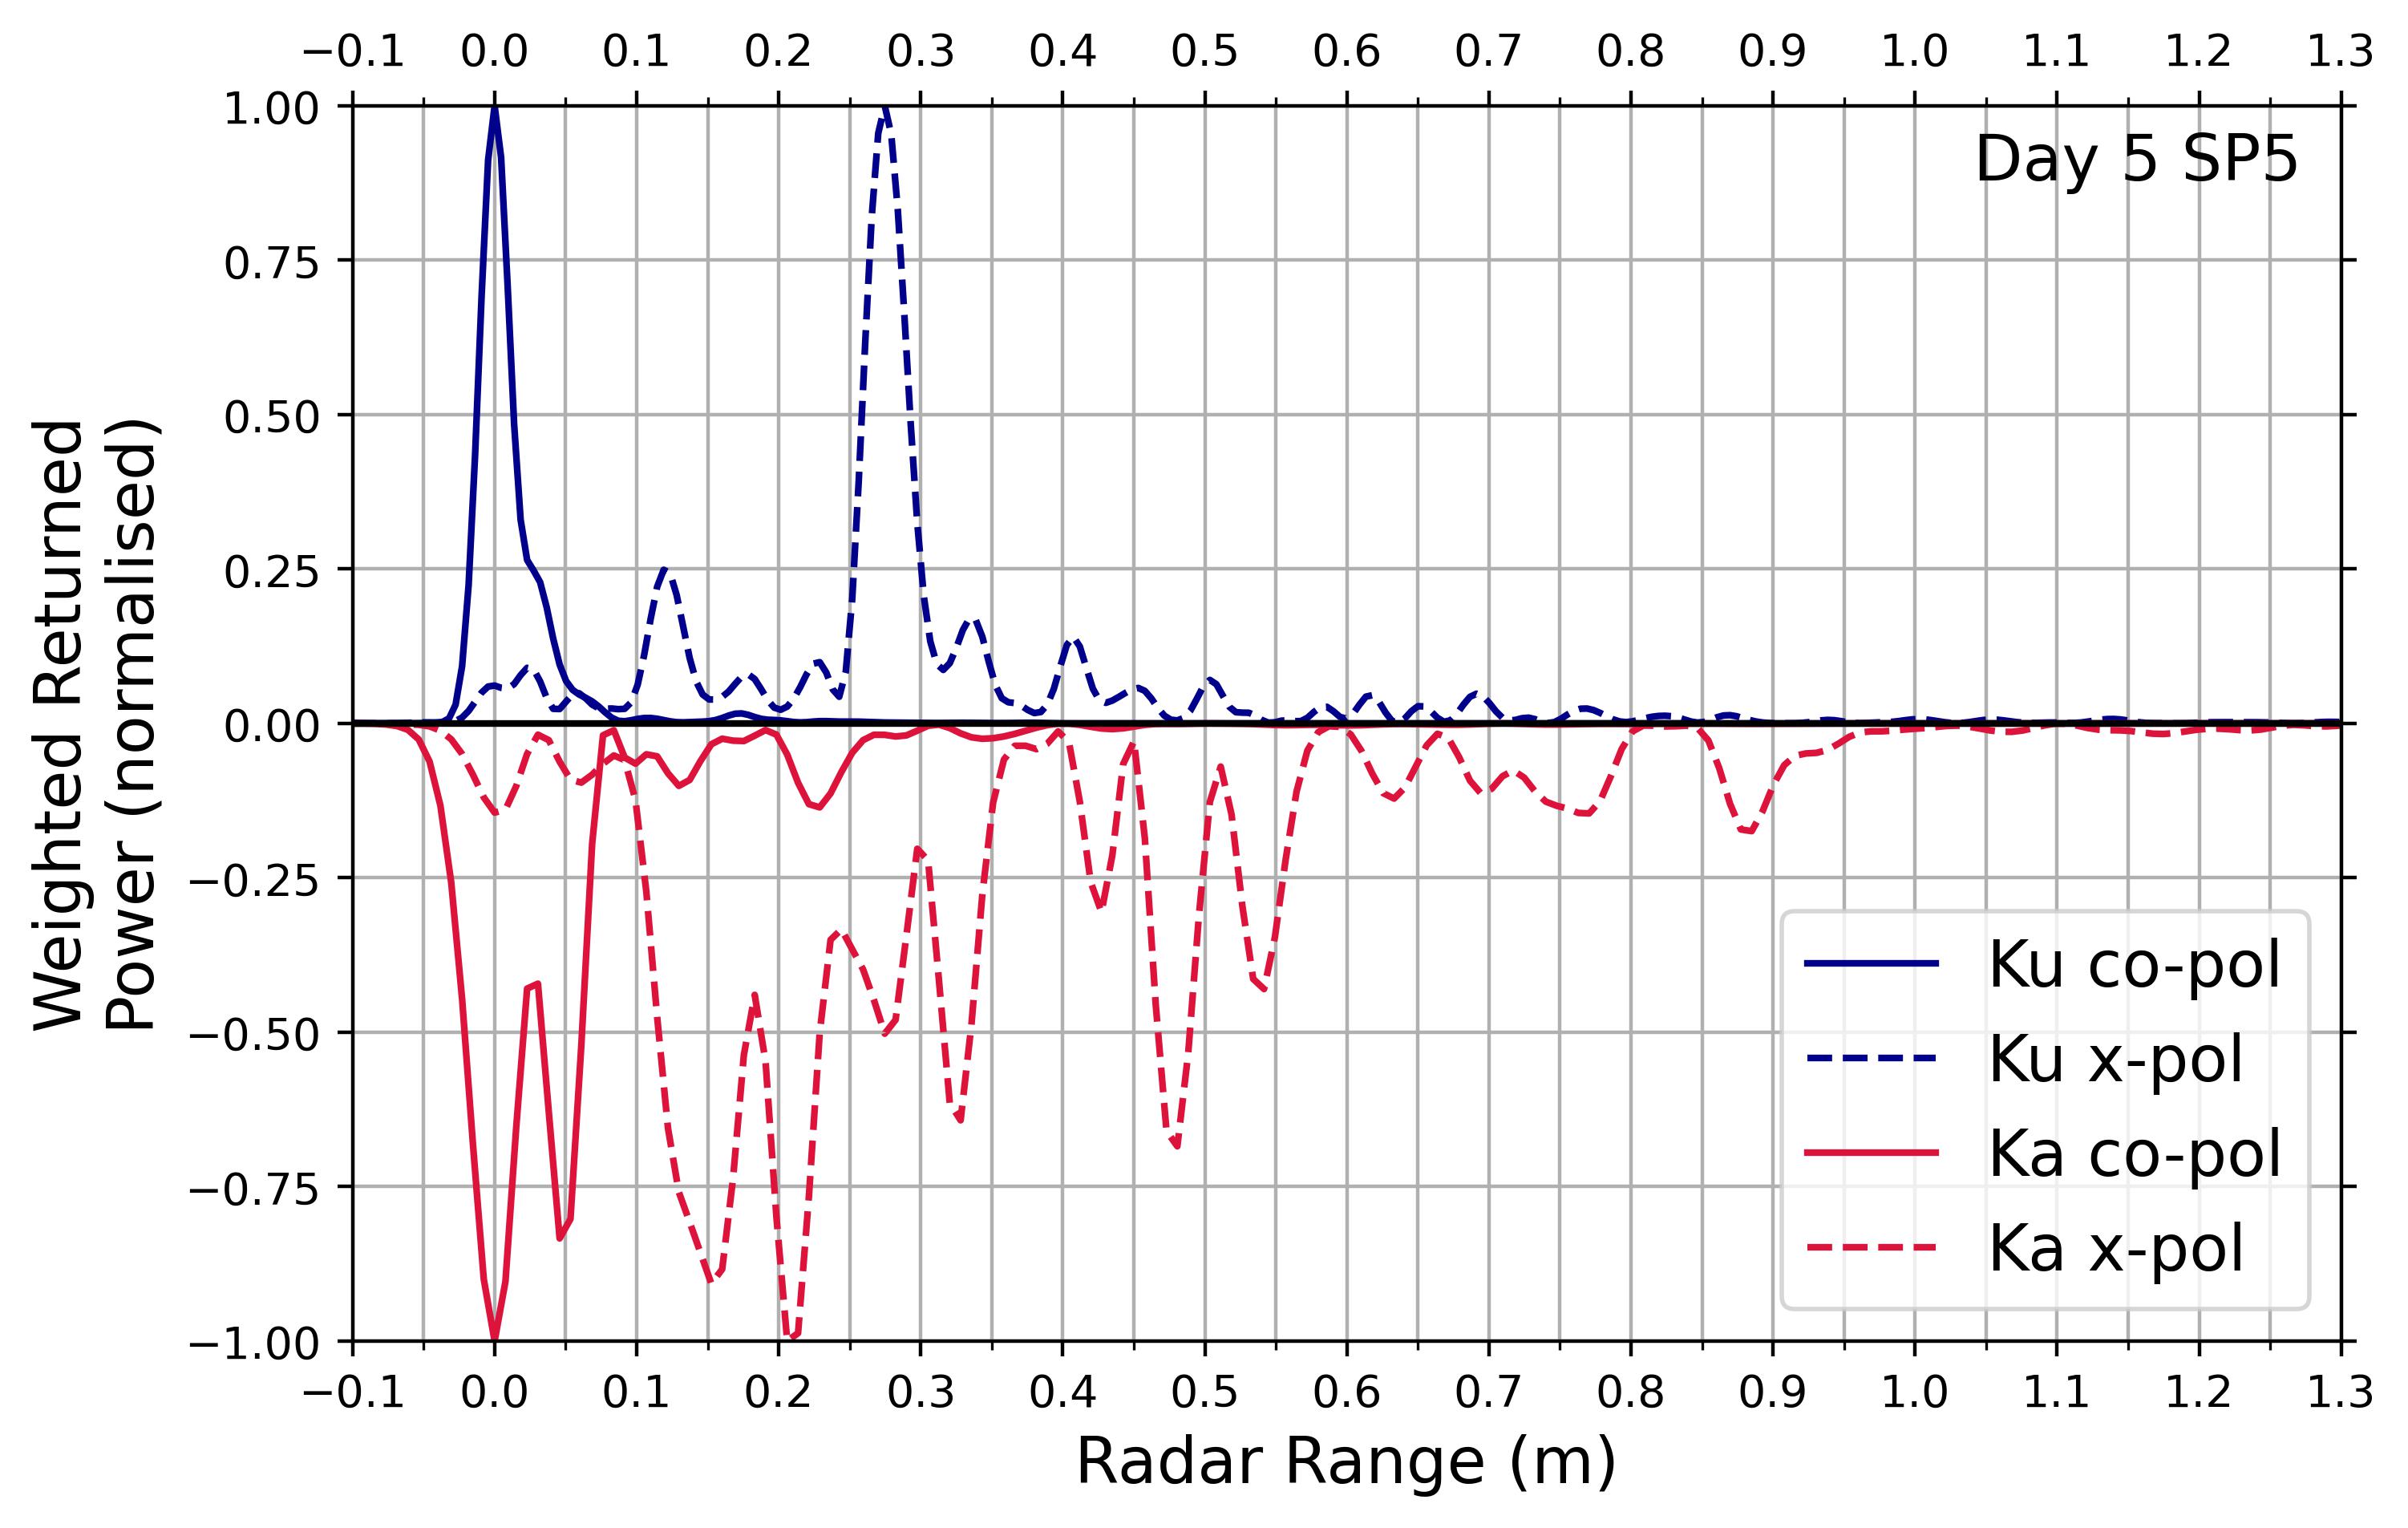 −0.1 0.0 0.1 0.2 0.3 0.4 0.5 0.6 0.7 0.8 0.9 1.0 1.1 1.2 1.3
Day 5 SP5
1.00
0.75
0.50
0.25
0.00
−0.25
−0.50
−0.75
−1.00
Weighted Returned
Power (normalised)
Ku co-pol
Ku x-pol
Ka co-pol
Ka x-pol
−0.1 0.0 0.1 0.2 0.3 0.4 0.5 0.6 0.7 0.8 0.9 1.0 1.1 1.2 1.3
Radar Range (m)